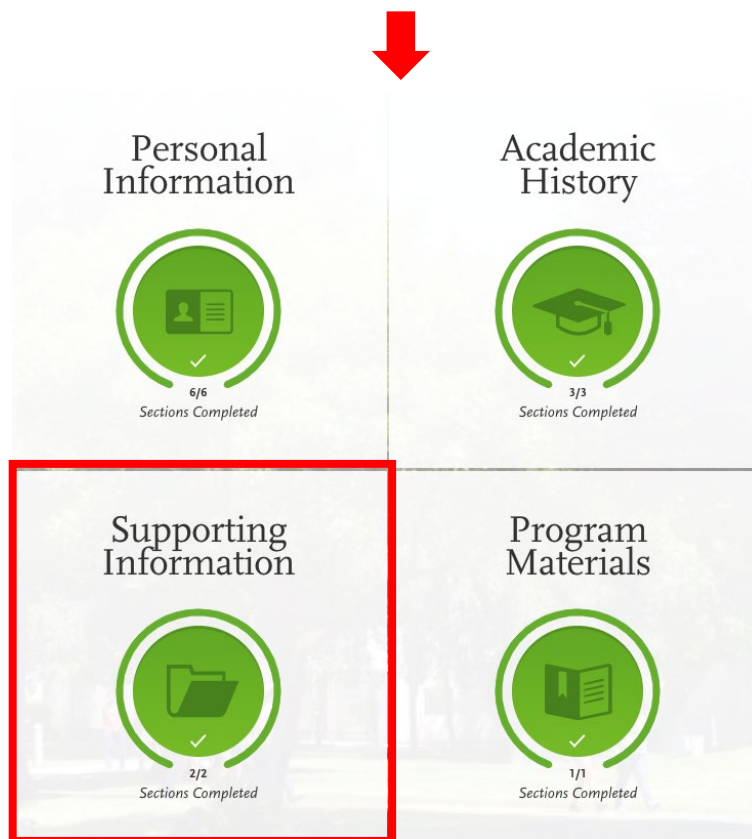 Personal
Information
6/6
Sections Completed
Academic
History
3/3
Sections Completed
Supporting
Information
2/2
Sections Completed
Program
Materials
1/1
Sections Completed